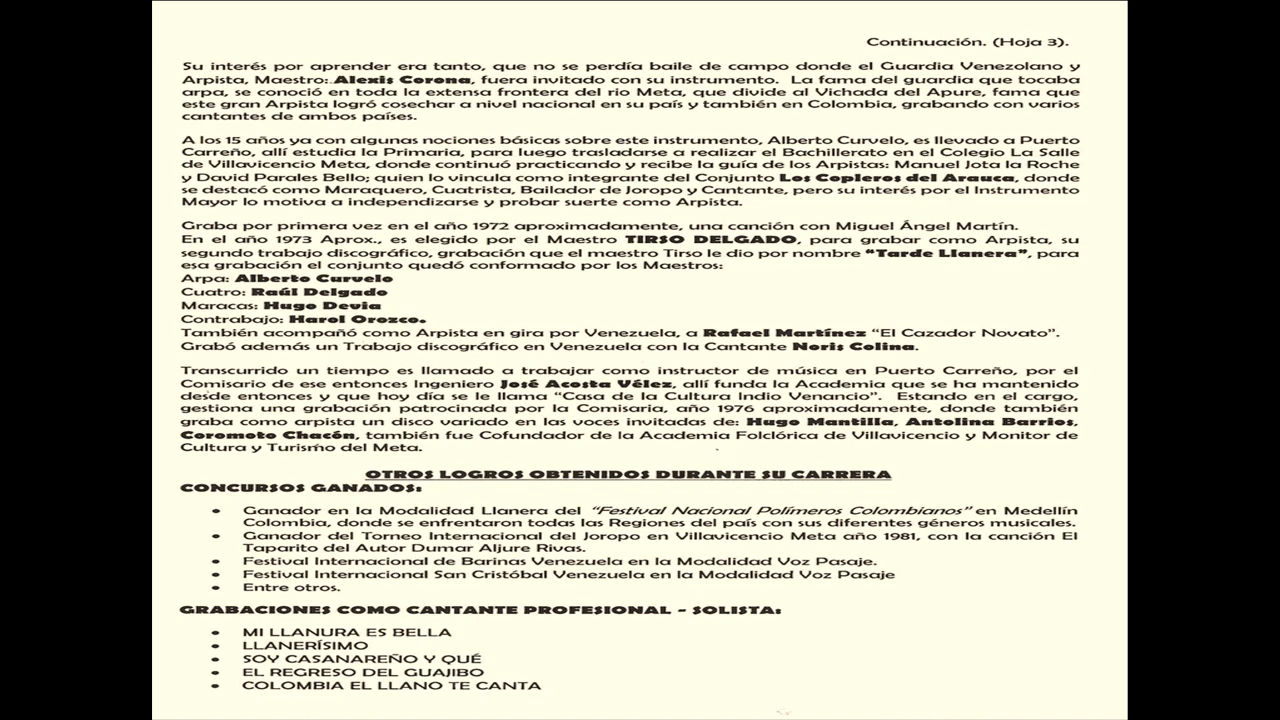 Continuación. (Hoja 3).
Su interés por aprender era tanto, que no se perdía baile de campo donde el Guardia Venezolano y
Arpista, Maestro: Alexis Corona, fuera invitado con su instrumento. La fama del guardia que tocaba
arpa, se conoció en toda la extensa frontera del rio Meta, que divide al Vichada del Apure, fama que
este gran Arpista logró cosechar a nivel nacional en su país y también en Colombia, grabando con varios
cantantes de ambos países.
A los 15 años ya con algunas nociones básicas sobre este instrumento, Alberto Curvelo, es llevado a Puerto
Carreño, allí estudia la Primaria, para luego trasladarse a realizar el Bachillerato en el Colegio La Salle
de Villavicencio Meta, donde continuó practicando y recibe la guía de los Arpistas: Manuel Jota la Roche
y David Parales Bello; quien lo vincula como integrante del Conjunto Los Copleros del Arauca, donde
se destacó como Maraquero, Cuatrista, Bailador de Joropo y Cantante, pero su interés por el Instrumento
Mayor lo motiva a independizarse y probar suerte como Arpista.
Graba por primera vez en el año 1972 aproximadamente, una canción con Miguel Ángel Martín.
En el año 1973 Aprox., es elegido por el Maestro TIRSO DELGADO, para grabar como Arpista, su
segundo trabajo discográfico, grabación que el maestro Tirso le dio por nombre “Tarde Llanera”, para
esa grabación el conjunto quedó conformado por los Maestros:
Arpa: Alberto Curvelo
Cuatro: Raúl Delgado
Maracas: Hugo Devia
Contrabajo: Harol Orozco.
También acompañó como Arpista en gira por Venezuela, a Rafael Martínez “El Cazador Novato”.
Grabó además un Trabajo discográfico en Venezuela con la Cantante Noris Colina.
Transcurrido un tiempo es llamado a trabajar como instructor de música en Puerto Carreño, por el
Comisario de ese entonces Ingeniero José Acosta Vélez, allí funda la Academia que se ha mantenido
desde entonces y que hoy día se le llama “Casa de la Cultura Indio Venancio”. Estando en el cargo,
gestiona una grabación patrocinada por la Comisaria, año 1976 aproximadamente, donde también
graba como arpista un disco variado en las voces invitadas de: Hugo Mantilla, Antolina Barrios,
Coromoto Chacón, también fue Cofundador de la Academia Folclórica de Villavicencio y Monitor de
Cultura y Turismo del Meta.
OTROS LOGROS OBTENIDOS DURANTE SU CARRERA
CONCURSOS GANADOS:
• Ganador en la Modalidad Llanera del “Festival Nacional Polímeros Colombianos” en Medellín
Colombia, donde se enfrentaron todas las Regiones del país con sus diferentes géneros musicales.
• Ganador del Torneo Internacional del Joropo en Villavicencio Meta año 1981, con la canción El
Taparito del Autor Dumar Aljure Rivas.
• Festival Internacional de Barinas Venezuela en la Modalidad Voz Pasaje.
• Festival Internacional San Cristóbal Venezuela en la Modalidad Voz Pasaje
• Entre otros.
GRABACIONES COMO CANTANTE PROFESIONAL - SOLISTA:
• MI LLANURA ES BELLA
• LLANERÍSIMO
• SOY CASANAREÑO Y QUÉ
• EL REGRESO DEL GUAJIBO
• COLOMBIA EL LLANO TE CANTA